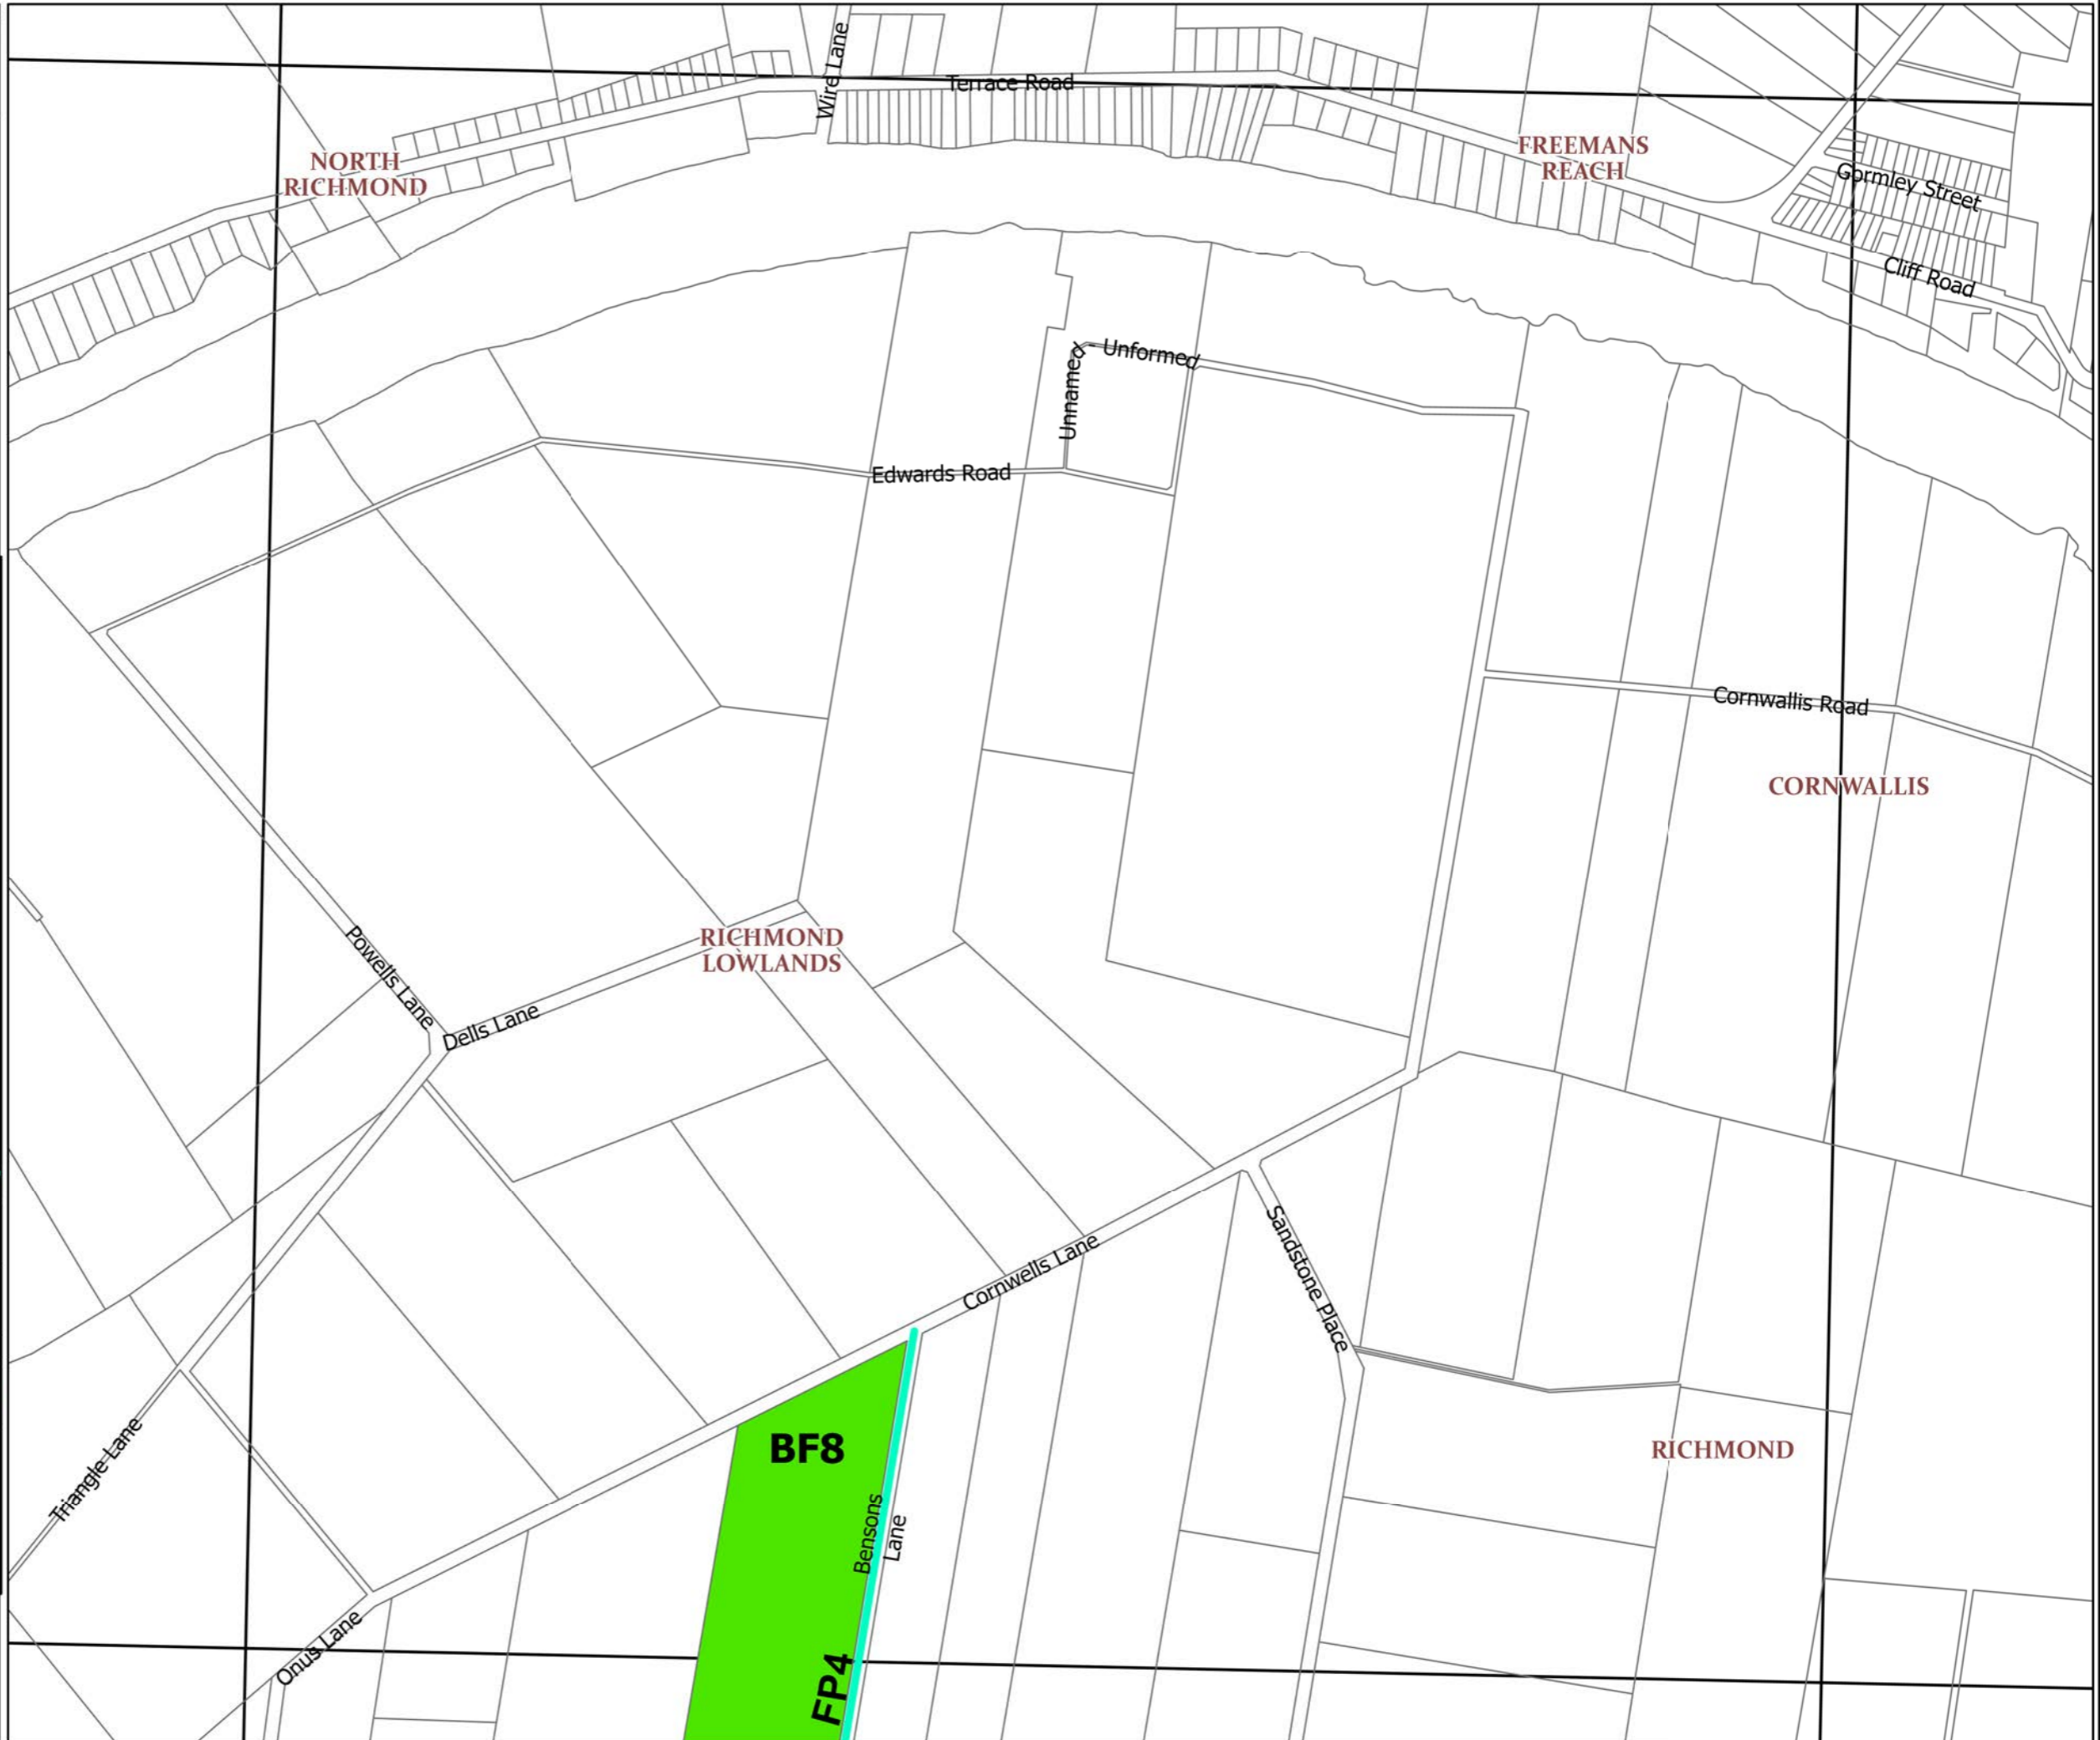 Wire Lane
Terrace Road
NORTH
RICHMOND
FREEMANS
REACH
Gormley Street
Cliff Road
Unnamed - Unformed
Edwards Road
Cornwallis Road
CORNWALLIS
RICHMOND
LOWLANDS
Powells Lane
Dells Lane
Cornwells Lane
Sandstone Place
Triangle Lane
BF8
RICHMOND
Bensons
Lane
Onus Lane
FP4